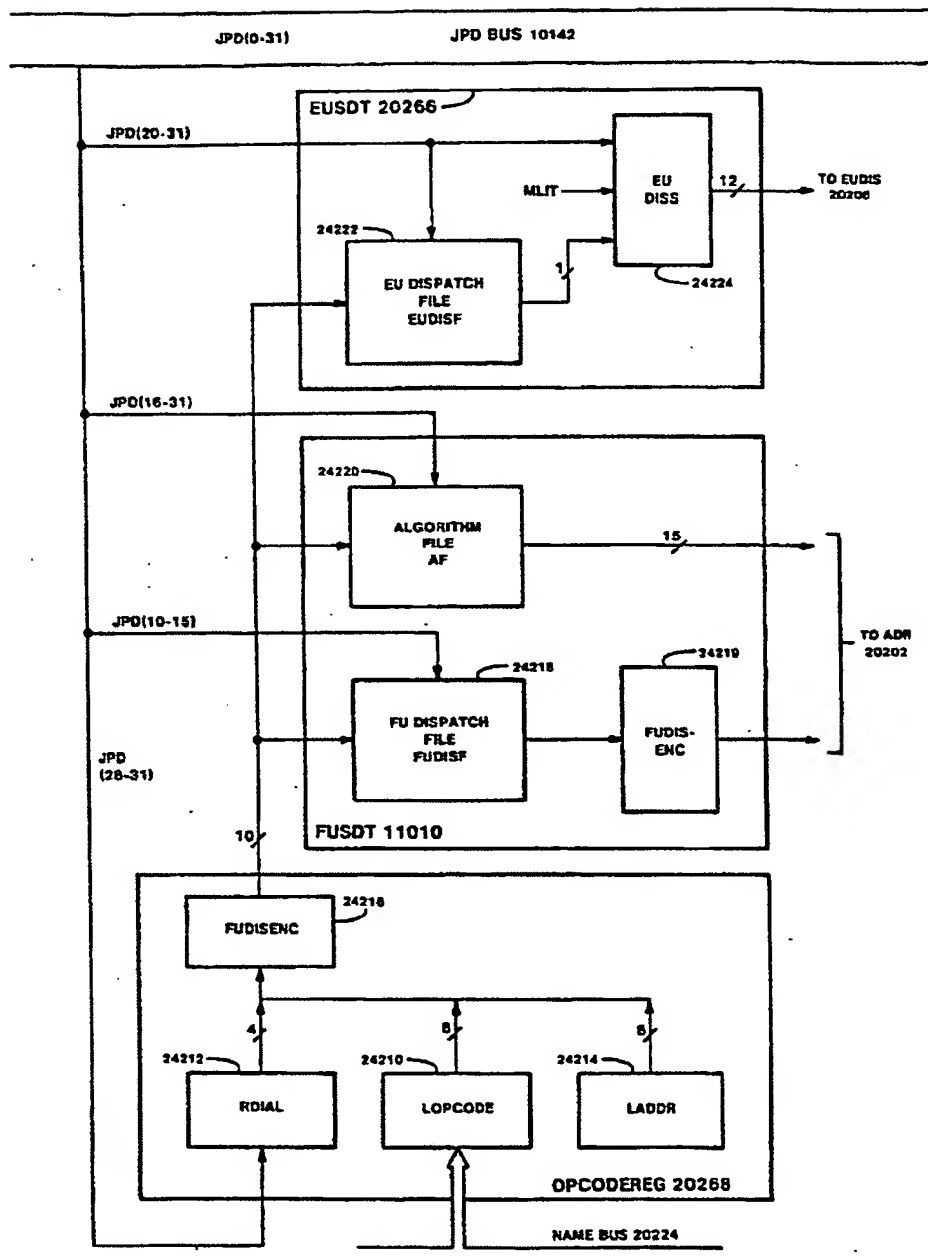 JPD(0-31) JPD BUS 10142
EUSDT 20266
JPD(20-31)
EU
DISS
12
TO EUDIS
20206
MLIT
24222
EU DISPATCH
FILE
EUDISF
1
24224
JPD(16-31)
24220
ALGORITHM
FILE
AF
15
JPD(10-15)
24218
24219
TO ADR
20202
FU DISPATCH
FILE
FUDISF
FUDIS-
ENC
JPD
(28-31)
10
FUSDT 11010
FUDISENC
24216
4
8
8
24212
24210
24214
RDIAL
LOPCODE
LADDR
OPCODEREG 20268
NAME BUS 20224